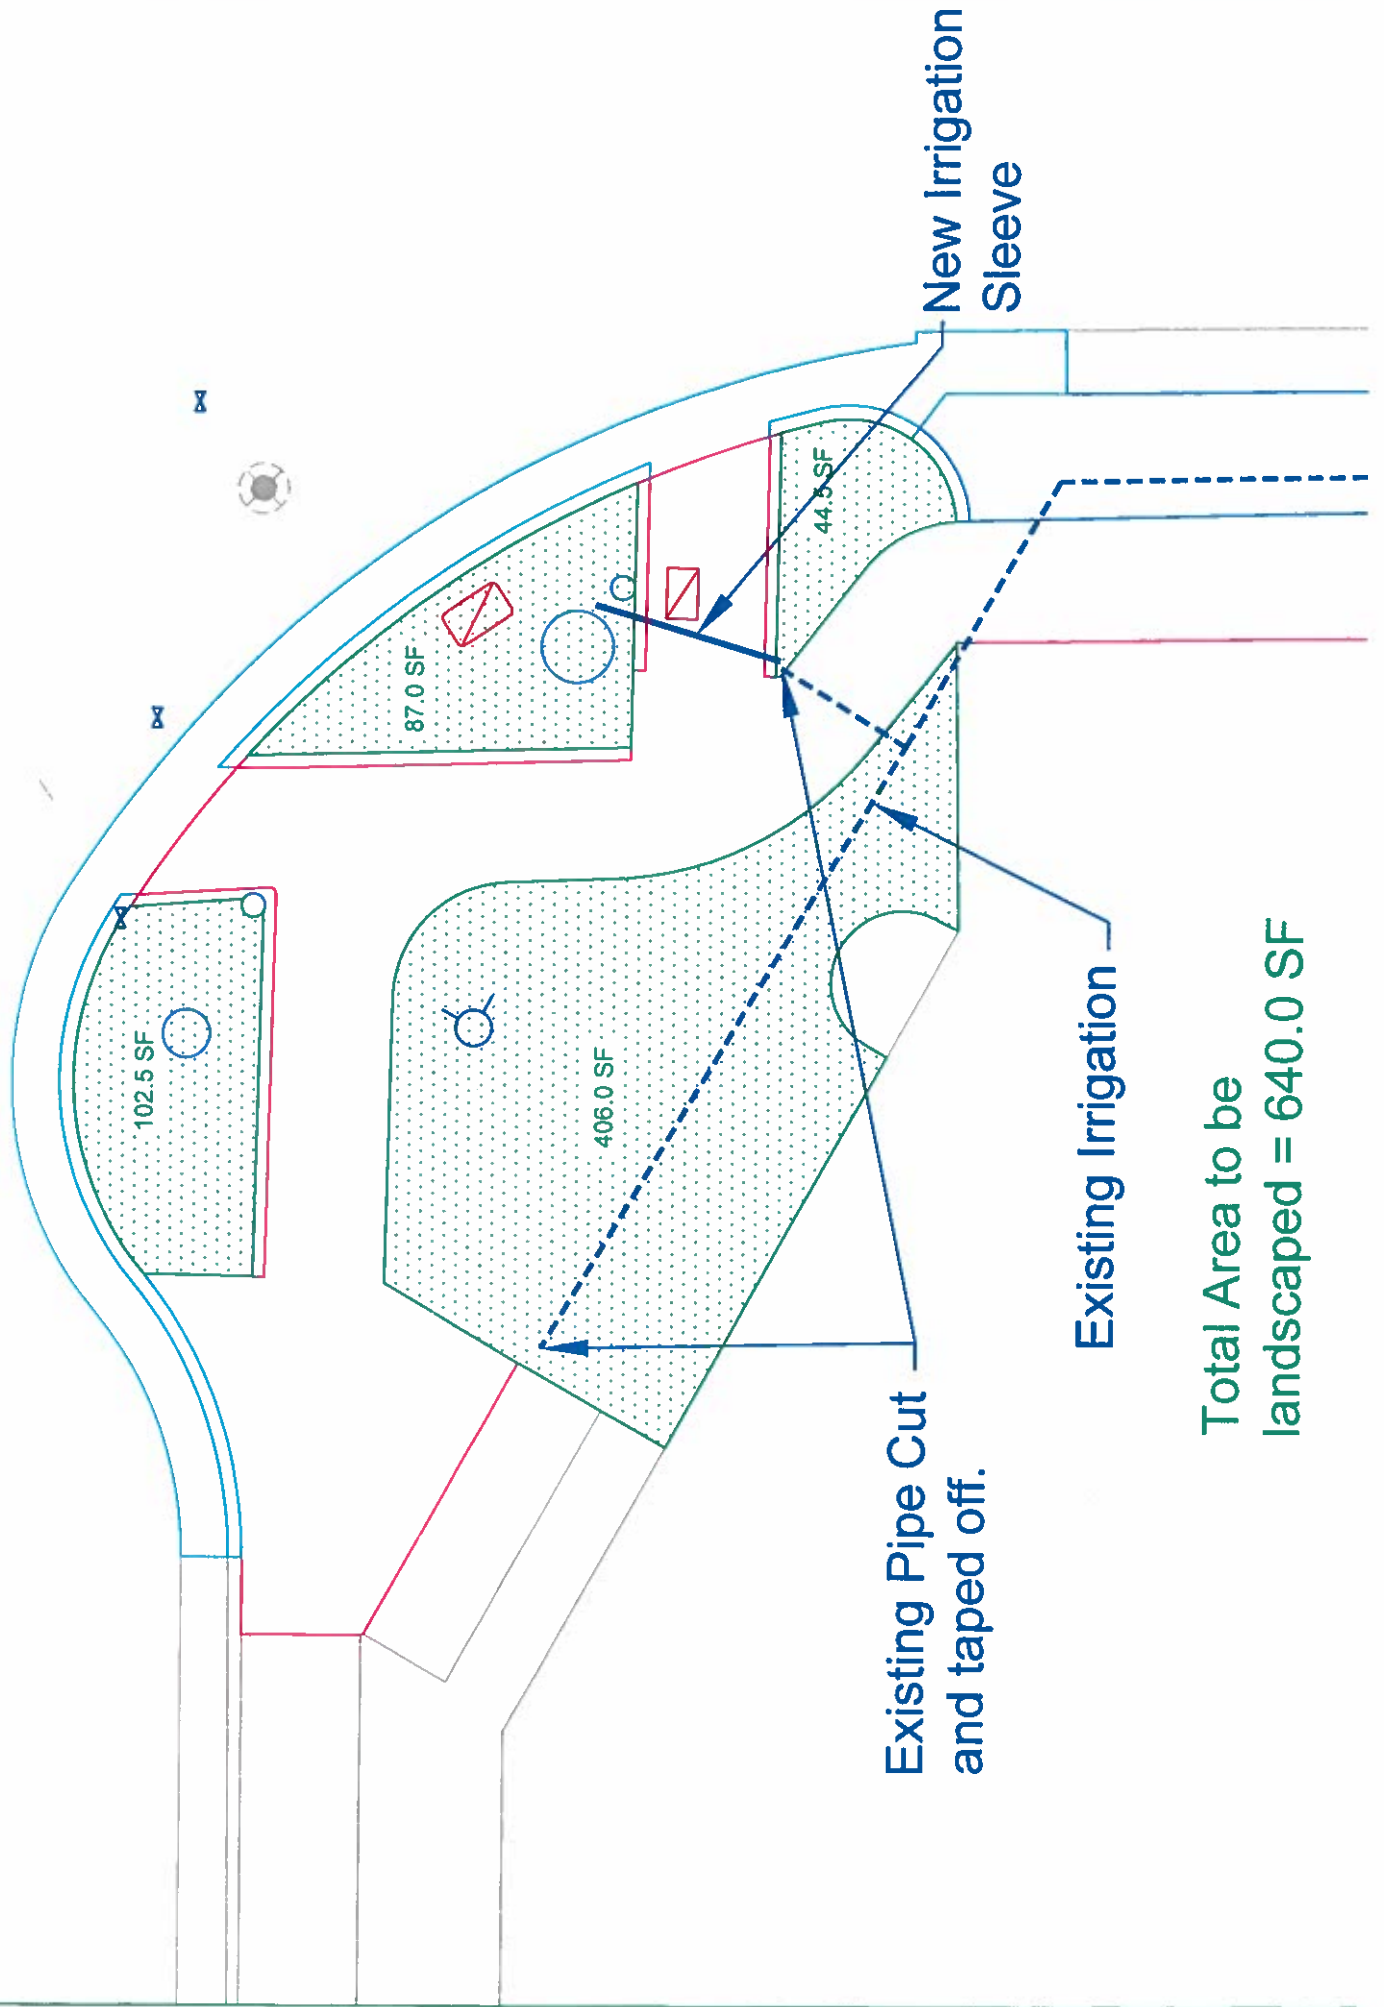 102.5 SF
87.0 SF
44.5 SF
406.0 SF
New Irrigation
Sleeve
Existing Pipe Cut
and taped off.
Existing Irrigation
Total Area to be
landscaped = 640.0 SF